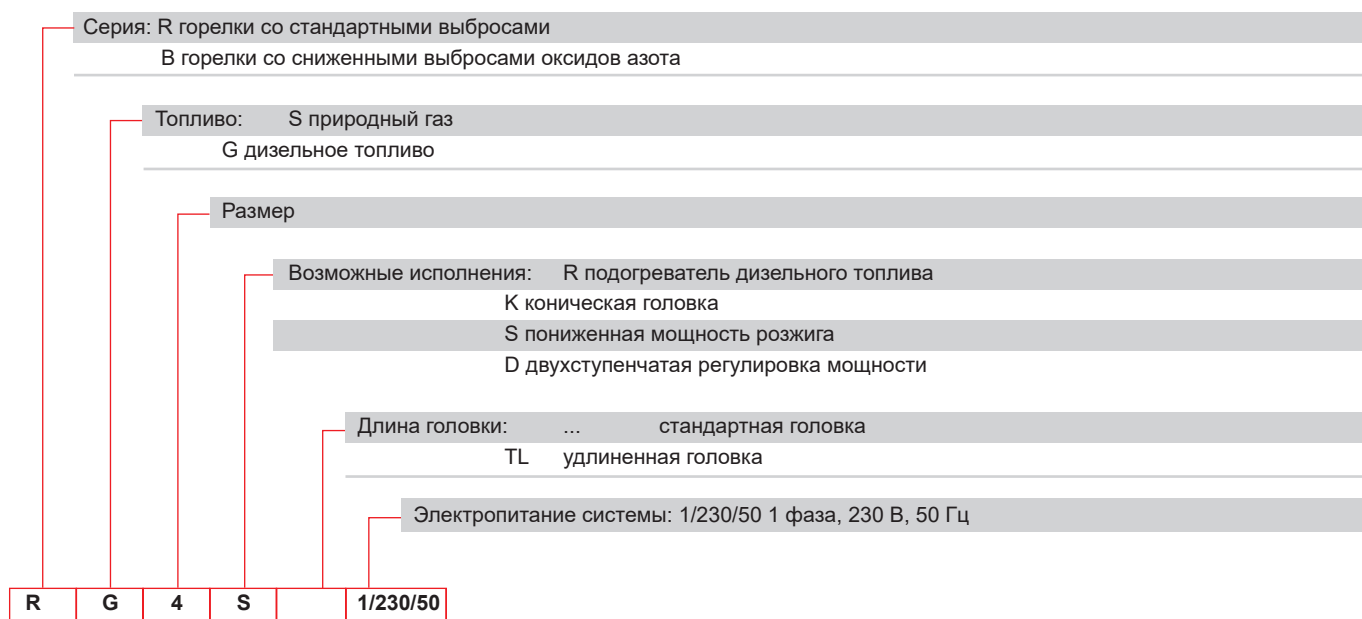 Серия: R горелки со стандартными выбросами
B горелки со сниженными выбросами оксидов азота
Топливо: S природный газ
G дизельное топливо
Размер
Возможные исполнения: R подогреватель дизельного топлива
K коническая головка
S пониженная мощность розжига
D двухступенчатая регулировка мощности
Длина головки: ... стандартная головка
TL удлиненная головка
Электропитание системы: 1/230/50 1 фаза, 230 В, 50 Гц
R G 4 S 1/230/50